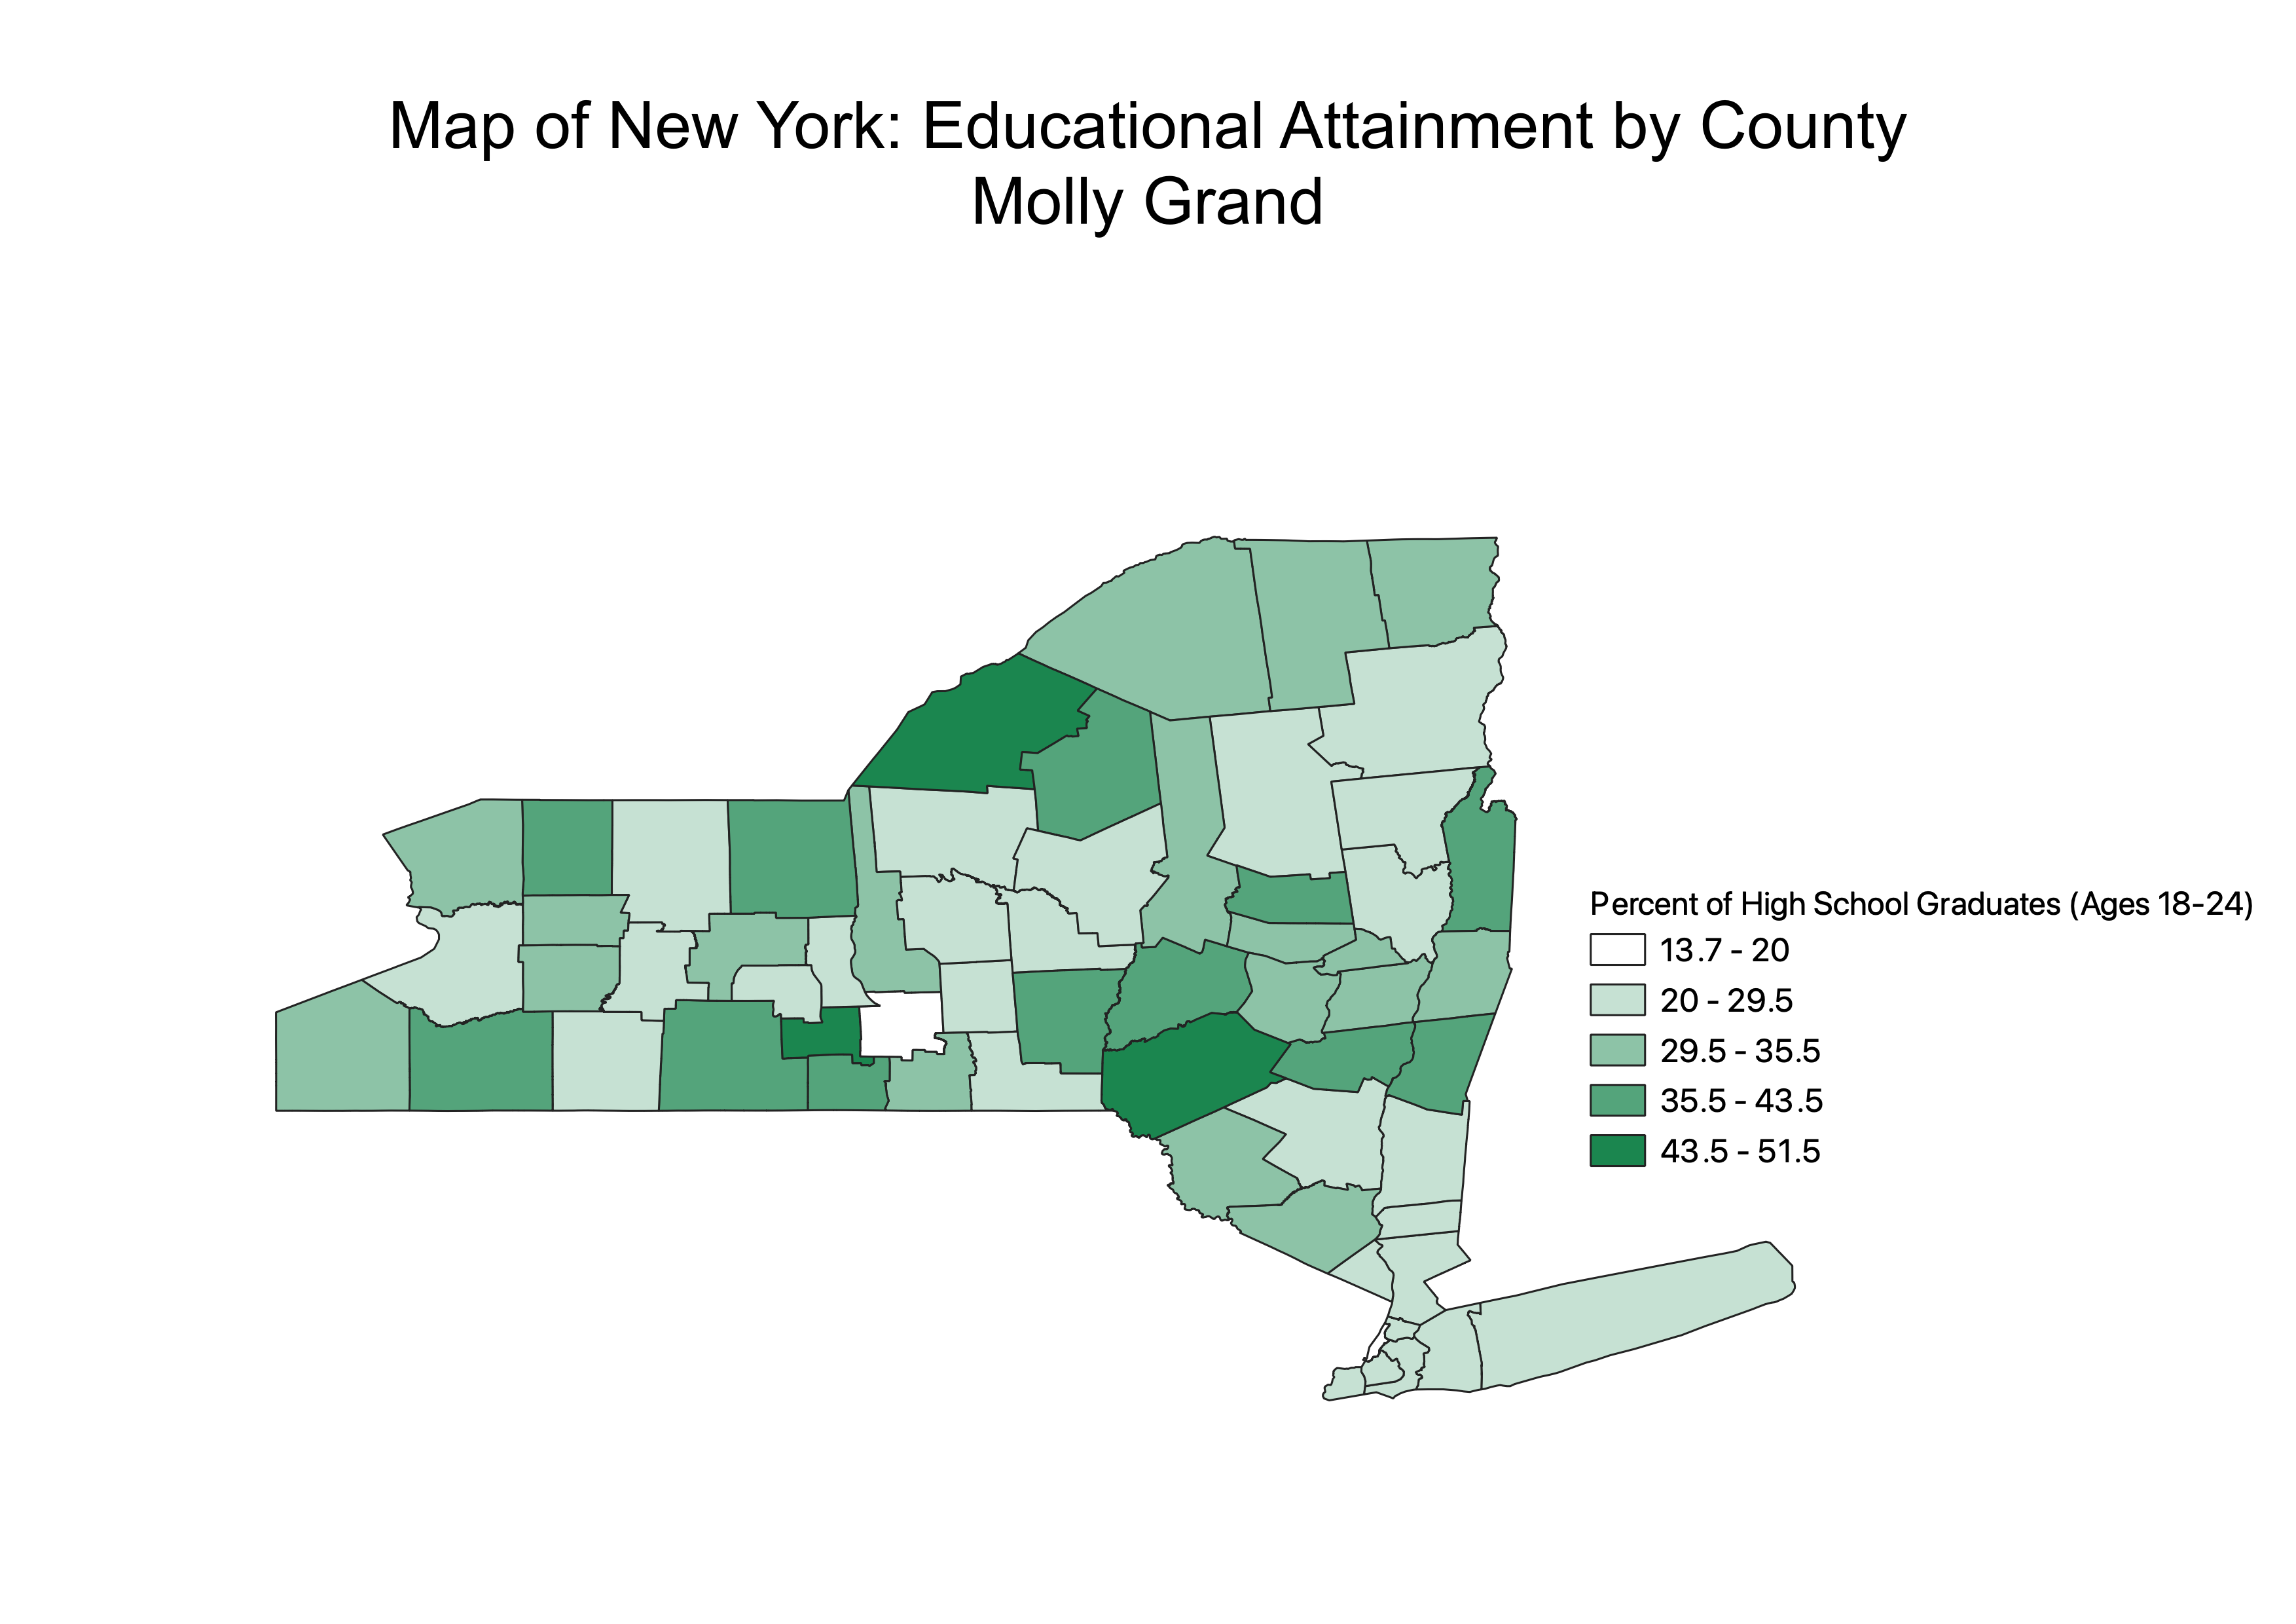 Map of New York: Educational Attainment by County
Molly Grand
Percent of High School Graduates (Ages 18-24)
13.7 - 20
20 - 29.5
29.5 - 35.5
35.5 - 43.5
43.5 - 51.5